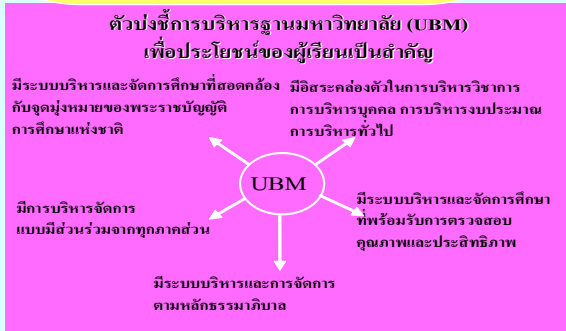 ตัวบ่งชี้การบริหารฐานมหาวิทยาลัย (UBM)
เพื่อประโยชน์ของผู้เรียนเป็นสำคัญ
มีระบบบริหารและจัดการศึกษาที่สอดคล้อง
กับจุดมุ่งหมายของพระราชบัญญัติ
การศึกษาแห่งชาติ
มีอิสระคล่องตัวในการบริหารวิชาการ
การบริหารบุคคล การบริหารงบประมาณ
การบริหารทั่วไป
UBM
มีการบริหารจัดการ
แบบมีส่วนร่วมจากทุกภาคส่วน
มีระบบบริหารและจัดการศึกษา
ที่พร้อมรับการตรวจสอบ
คุณภาพและประสิทธิภาพ
มีระบบบริหารและการจัดการ
ตามหลักธรรมาภิบาล